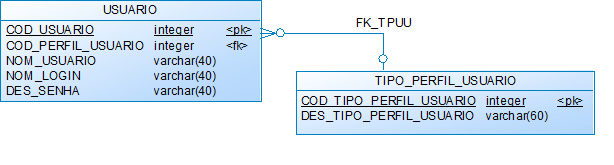 USUARIO
COD_USUARIO integer <pk>
COD_PERFIL_USUARIO integer <fk>
NOM_USUARIO varchar(40)
NOM_LOGIN varchar(40)
DES_SENHA varchar(40)
FK_TPUU
TIPO_PERFIL_USUARIO
COD_TIPO_PERFIL_USUARIO integer <pk>
DES_TIPO_PERFIL_USUARIO varchar(60)